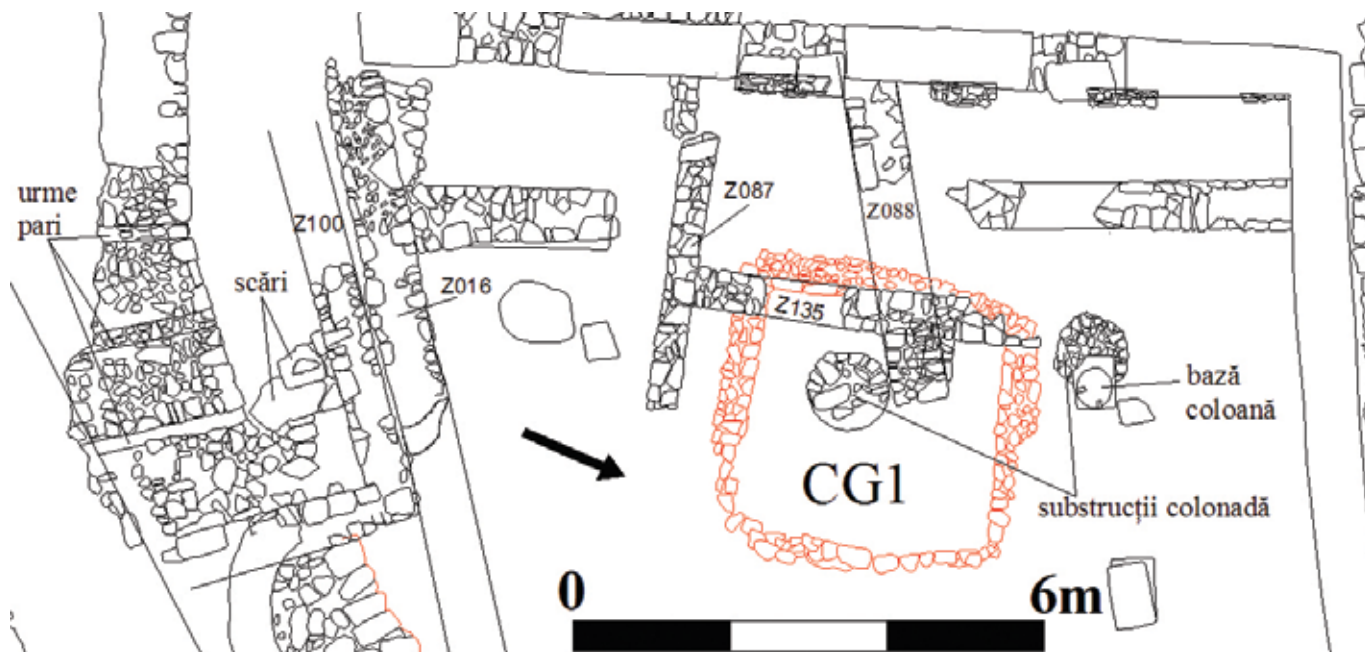 urme
pari
Z100
scări
Z016
Z087
Z088
Z135
bază
coloană
CG1
substrucții colonadă
0
6m